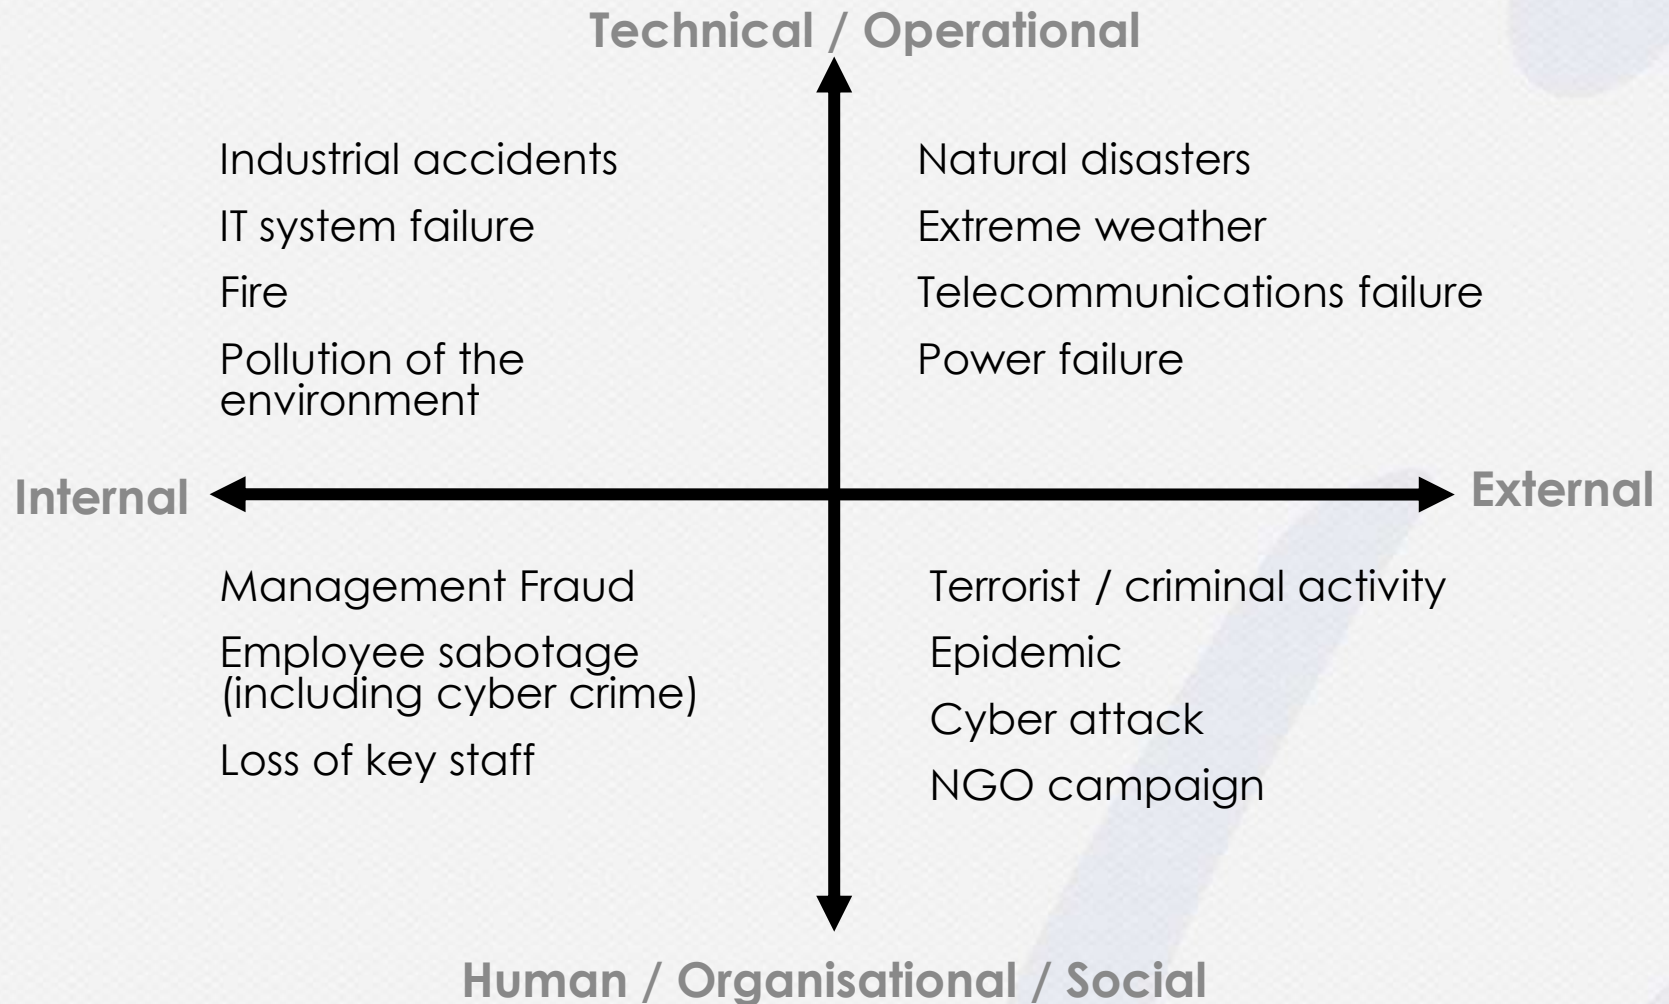 Technical / Operational
Industrial accidents
IT system failure
Fire
Pollution of the
environment
Natural disasters
Extreme weather
Telecommunications failure
Power failure
Internal
External
Management Fraud
Employee sabotage
(including cyber crime)
Loss of key staff
Terrorist / criminal activity
Epidemic
Cyber attack
NGO campaign
Human / Organisational / Social